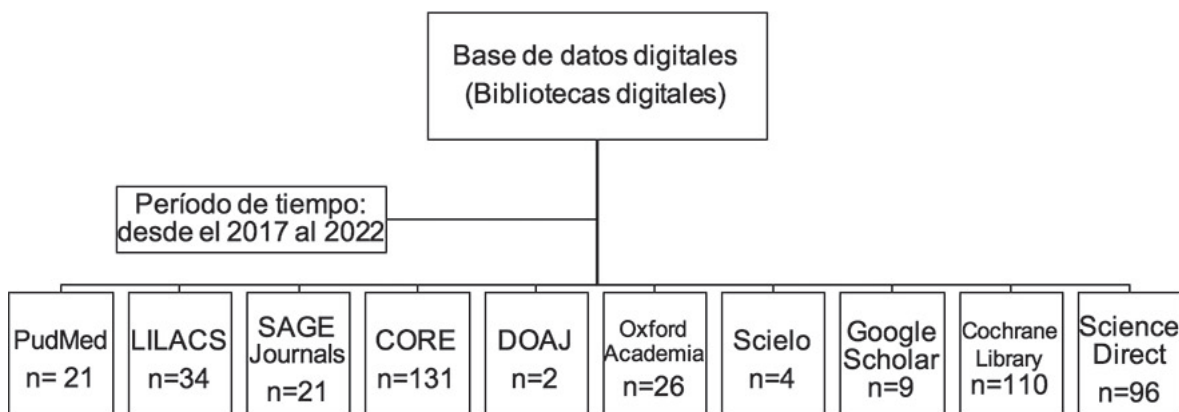 Base de datos digitales
(Bibliotecas digitales)
Período de tiempo:
desde el 2017 al 2022
PudMed
n= 21
LILACS
n=34
SAGE
Journals
n=21
CORE
n=131
DOAJ
n=2
Oxford
Academia
n=26
Scielo
n=4
Google
Scholar
n=9
Cochrane
Library
n=110
Science
Direct
n=96